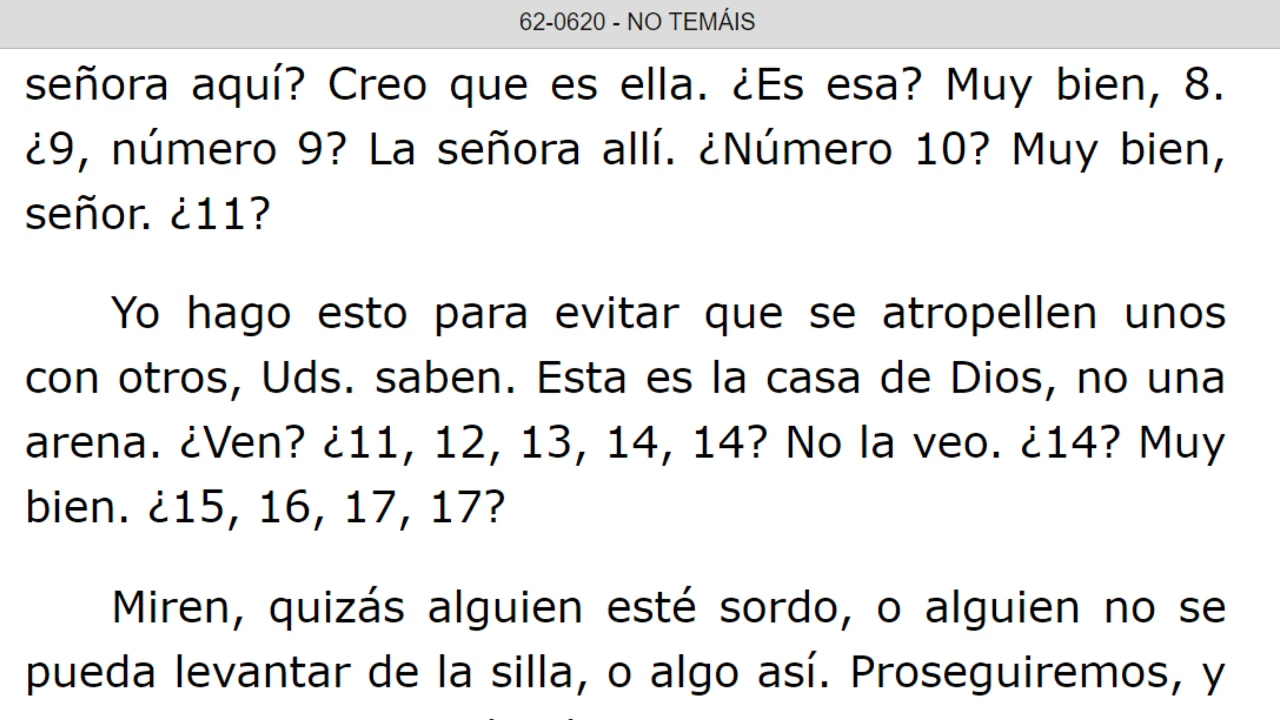 62-0620 - NO TEMÁIS
señora aquí? Creo que es ella. ¿Es esa? Muy bien, 8.
¿9, número 9? La señora allí. ¿Número 10? Muy bien,
señor. ¿11?
Yo hago esto para evitar que se atropellen unos
con otros, Uds. saben. Esta es la casa de Dios, no una
arena. ¿Ven? ¿11, 12, 13, 14, 14? No la veo. ¿14? Muy
bien. ¿15, 16, 17, 17?
Miren, quizás alguien esté sordo, o alguien no se
pueda levantar de la silla, o algo así. Proseguiremos, y